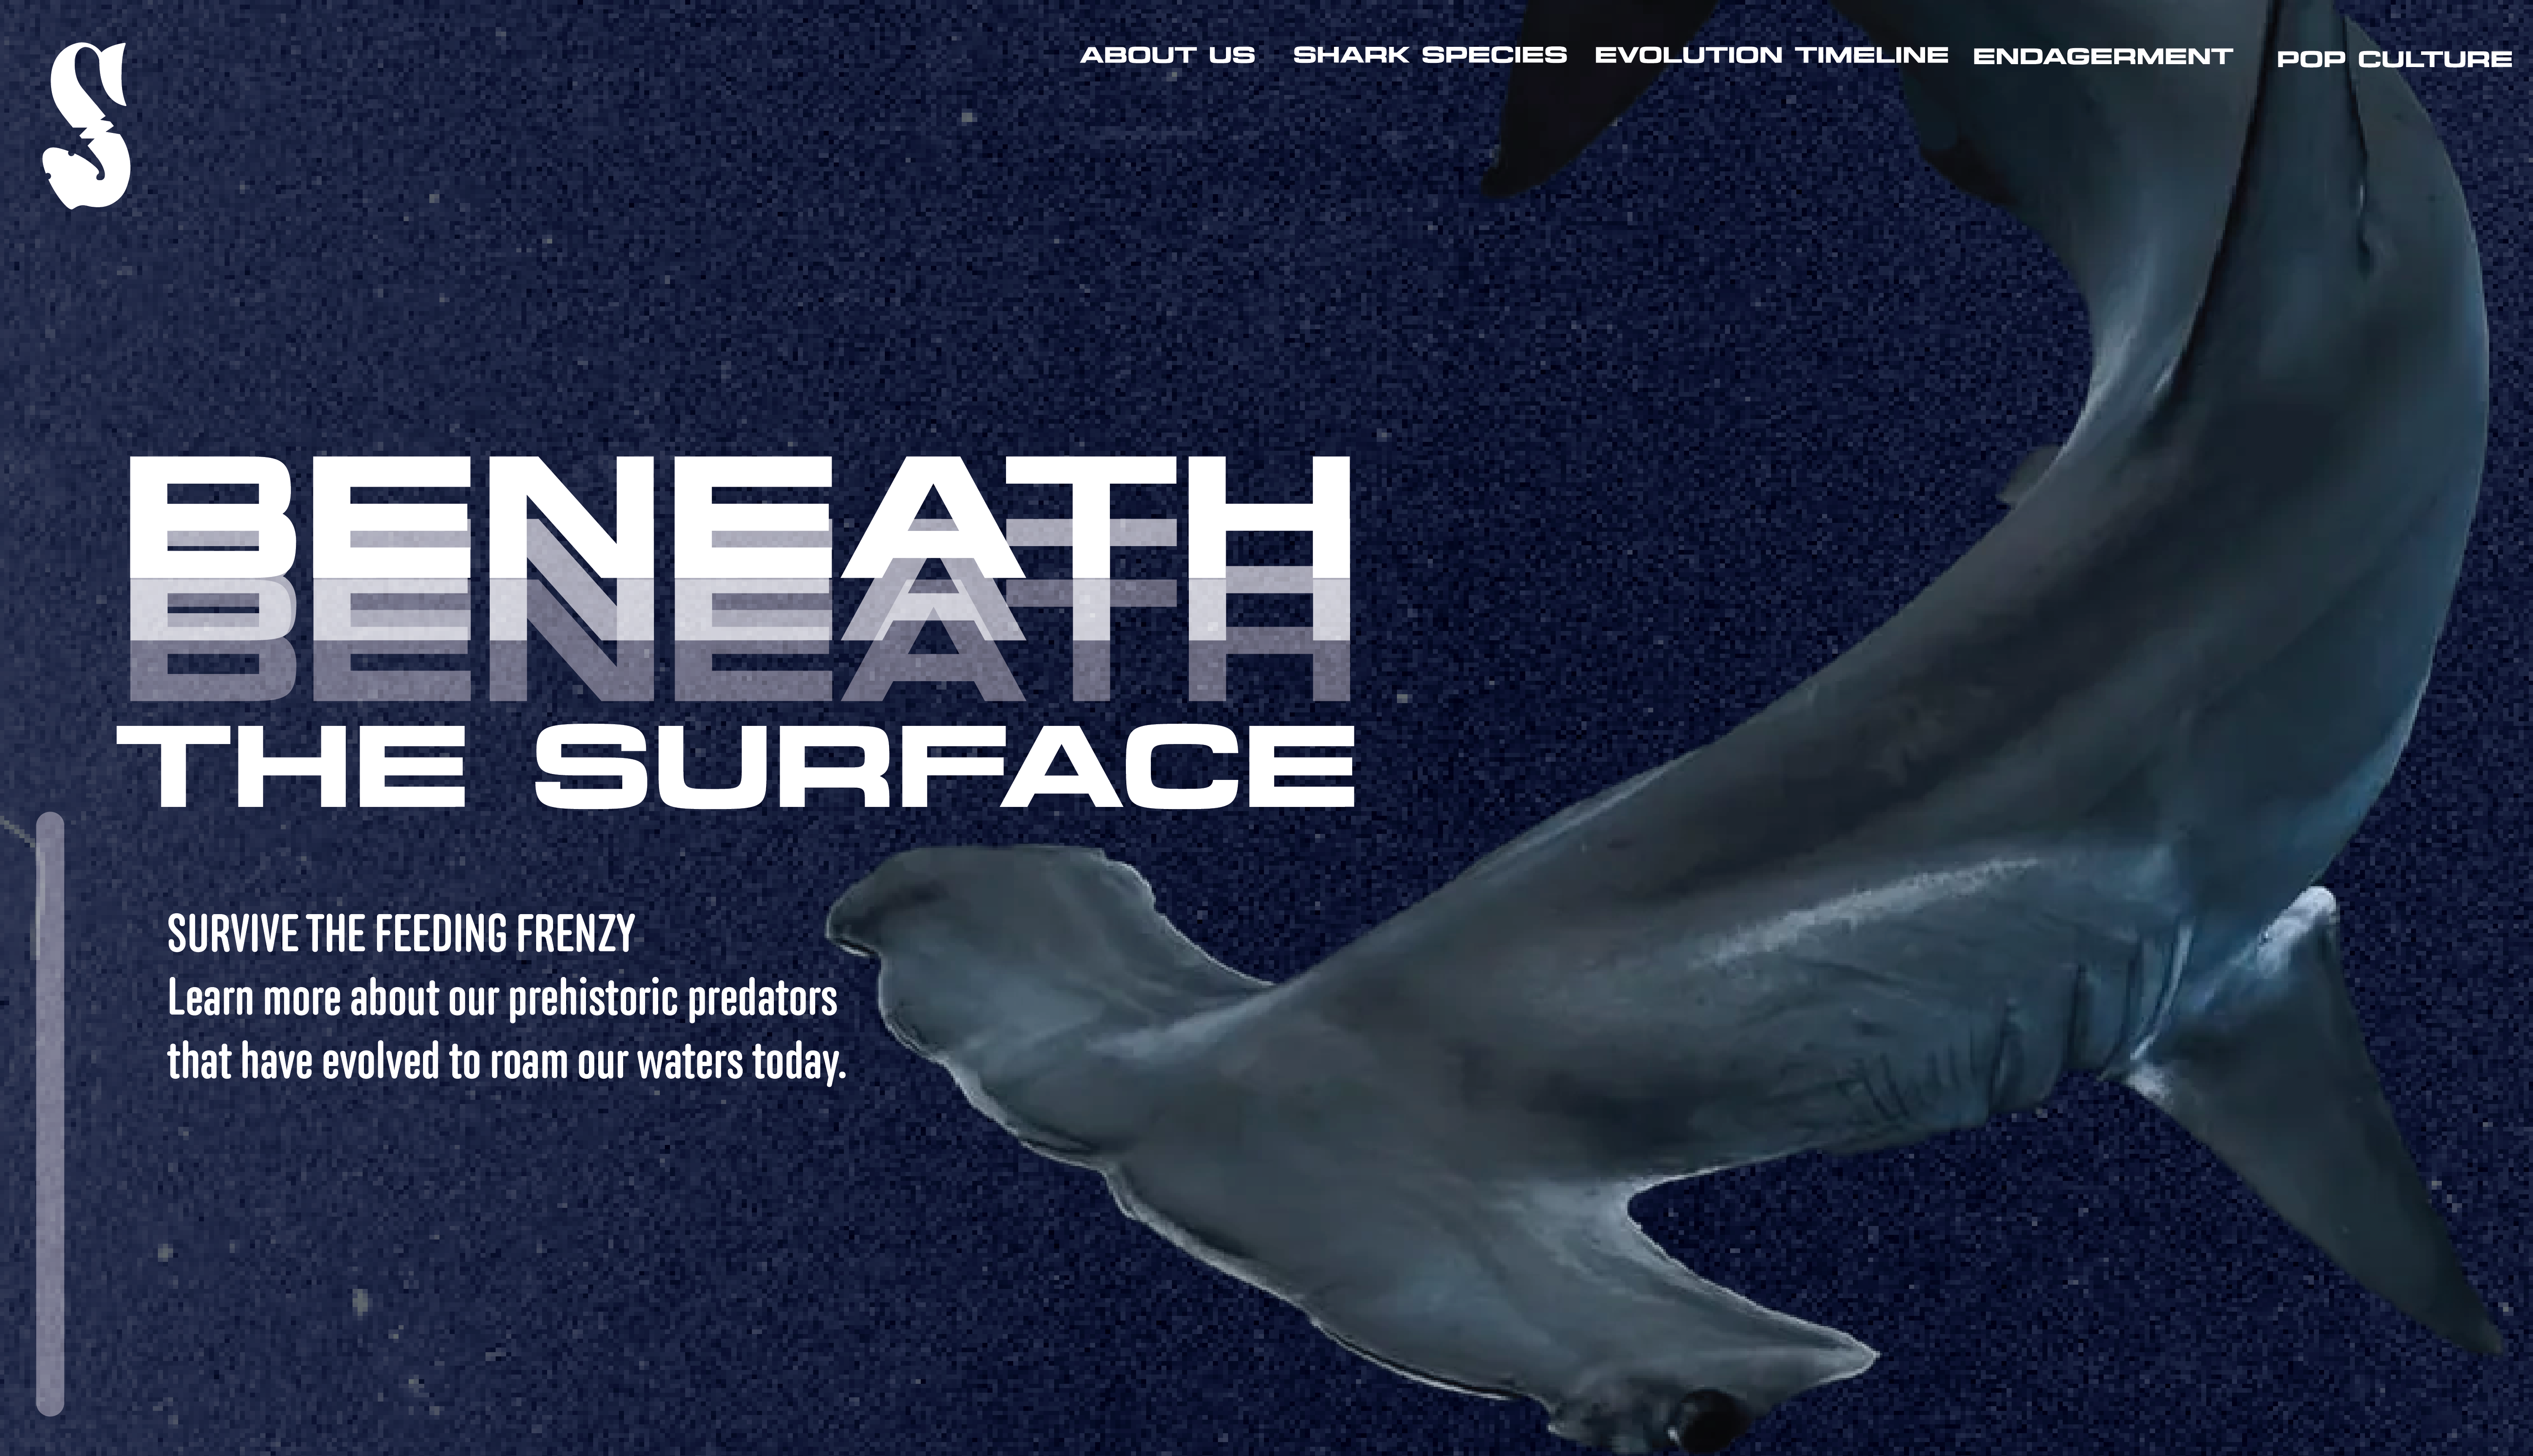 S
ABOUT US SHARK SPECIES EVOLUTION TIMELINE ENDAGERMENT POP CULTURE
BENEATH
BENEATH
BENEATH
THE SURFACE
SURVIVE THE FEEDING FRENZY
Learn more about our prehistoric predators
that have evolved to roam our waters today.